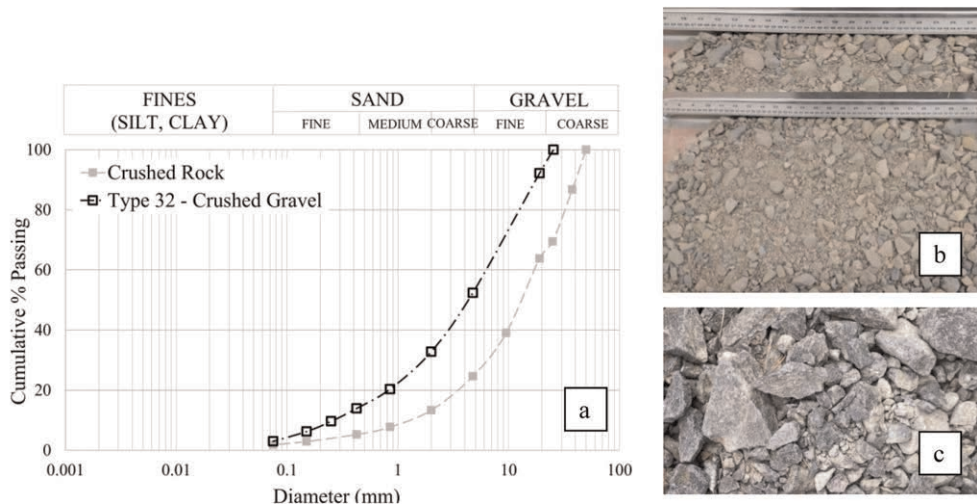 FINES
(SILT, CLAY)
SAND
GRAVEL
FINE
MEDIUM
COARSE
FINE
COARSE
Cumulative % Passing
100
80
60
40
20
0
Crushed Rock
Type 32 - Crushed Gravel
a
0.001
0.01
0.1
1
10
100
Diameter (mm)
b
c